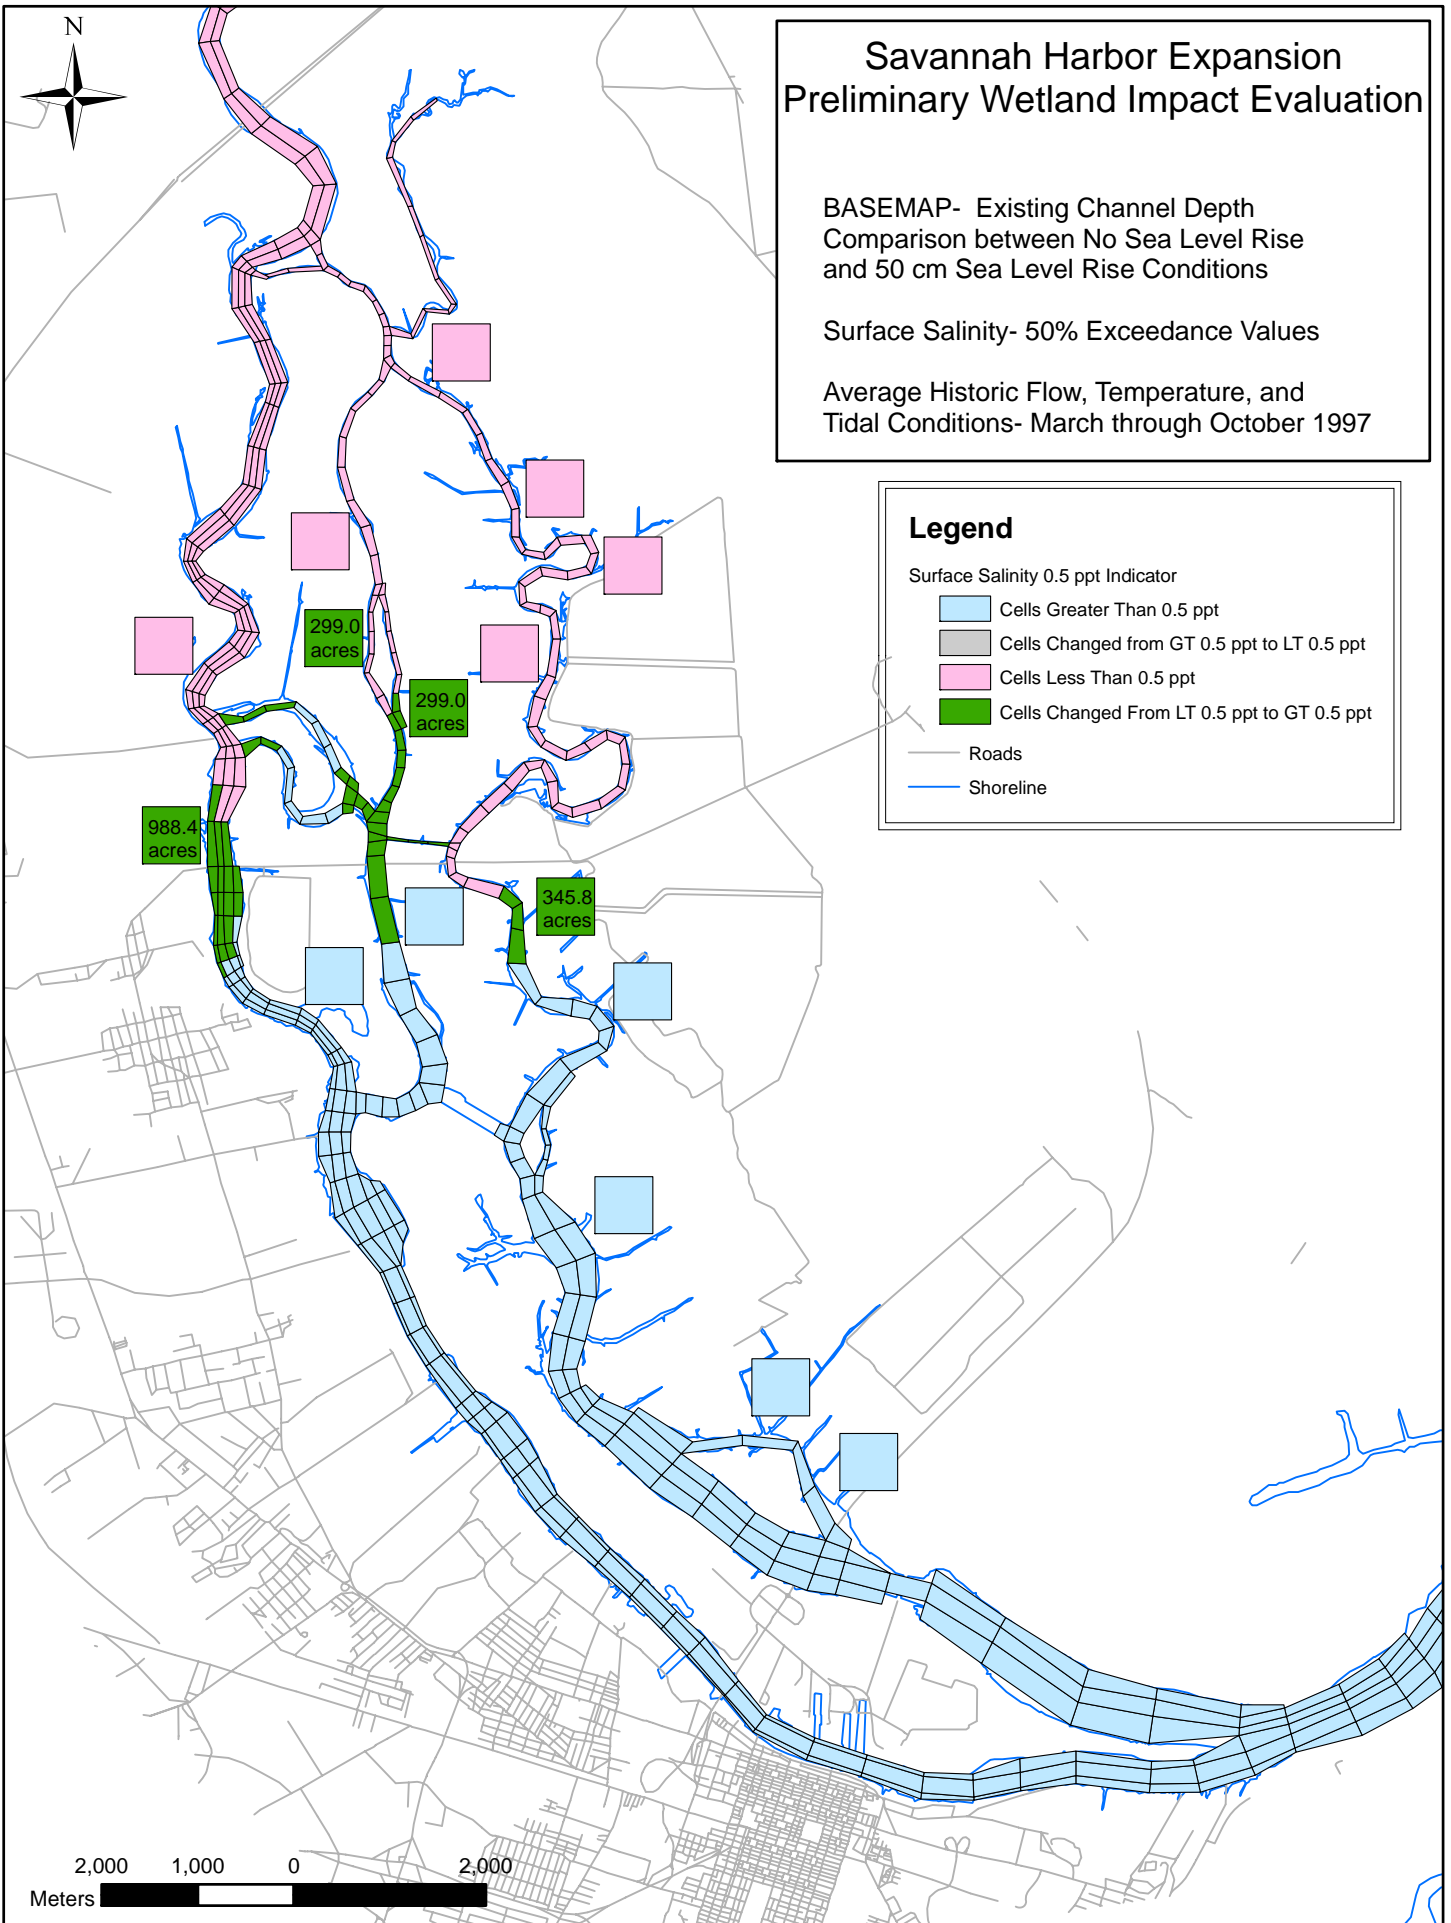 N
Savannah Harbor Expansion
Preliminary Wetland Impact Evaluation
BASEMAP- Existing Channel Depth
Comparison between No Sea Level Rise
and 50 cm Sea Level Rise Conditions
Surface Salinity- 50% Exceedance Values
Average Historic Flow, Temperature, and
Tidal Conditions- March through October 1997
Legend
Surface Salinity 0.5 ppt Indicator
Cells Greater Than 0.5 ppt
Cells Changed from GT 0.5 ppt to LT 0.5 ppt
Cells Less Than 0.5 ppt
Cells Changed From LT 0.5 ppt to GT 0.5 ppt
Roads
Shoreline
299.0
acres
299.0
acres
988.4
acres
345.8
acres
2,000 1,000 0 2,000
Meters